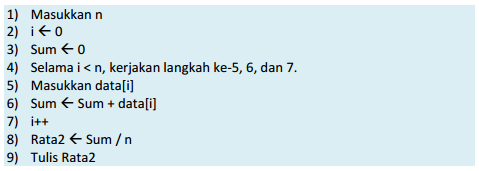 1) Masukkan n
2) i ← 0
3) Sum ← 0
4) Selama i < n, kerjakan langkah ke-5, 6, dan 7.
5) Masukkan data[i]
6) Sum ← Sum + data[i]
7) i++
8) Rata2 ← Sum / n
9) Tulis Rata2